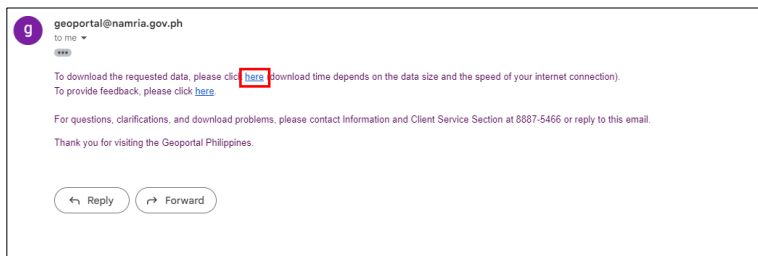 g
geoportal@namria.gov.ph
to me
To download the requested data, please click here (download time depends on the data size and the speed of your internet connection).
To provide feedback, please click here.
For questions, clarifications, and download problems, please contact Information and Client Service Section at 8887-5466 or reply to this email.
Thank you for visiting the Geoportal Philippines.
Reply Forward